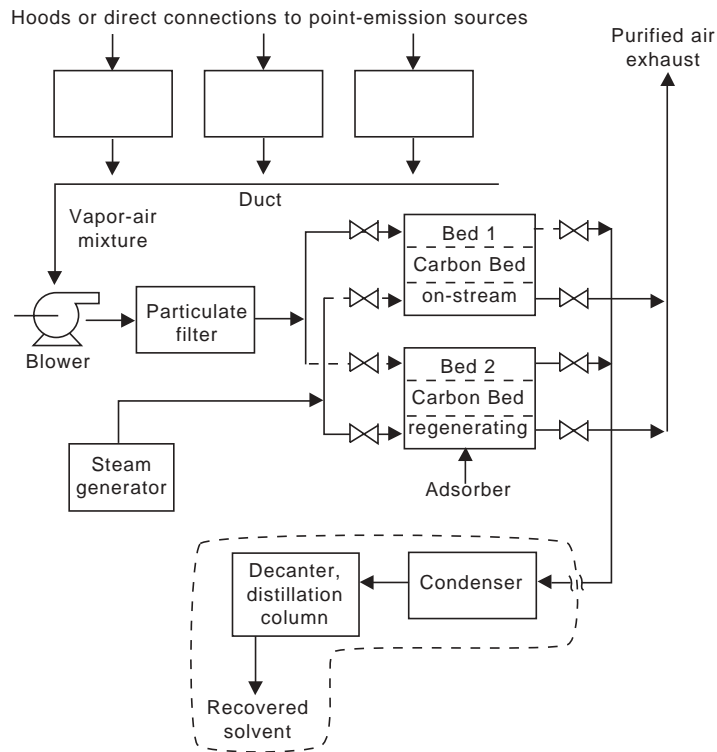 Hoods or direct connections to point-emission sources
Purified air
exhaust
Duct
Vapor-air
mixture
Blower
Particulate
filter
Bed 1
Carbon Bed
on-stream
Bed 2
Carbon Bed
regenerating
Adsorber
Steam
generator
Decanter,
distillation
column
Condenser
Recovered
solvent